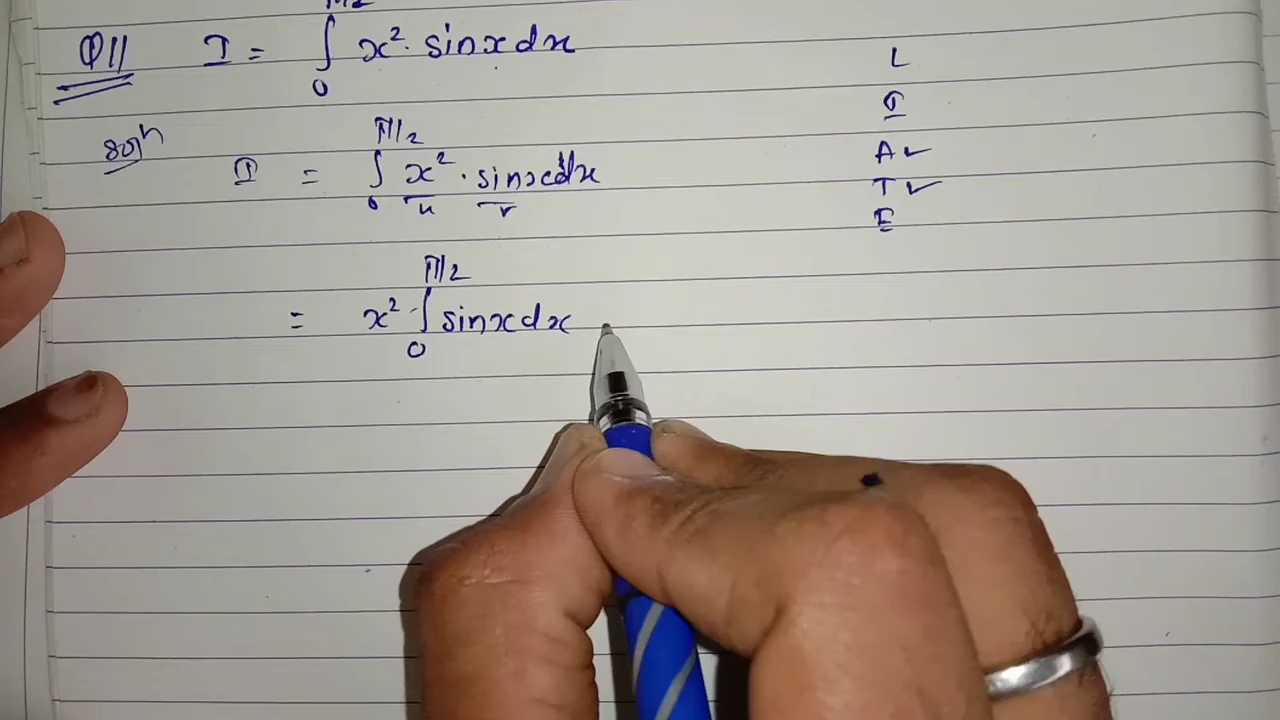 π/2
Q11 I = ∫ x². sinx dx
0
L
I
A ✓
T ✓
E
Soln
π/2
I = ∫ x² . sinx dx
0 u v
π/2
= x² . ∫ sinx dx
0